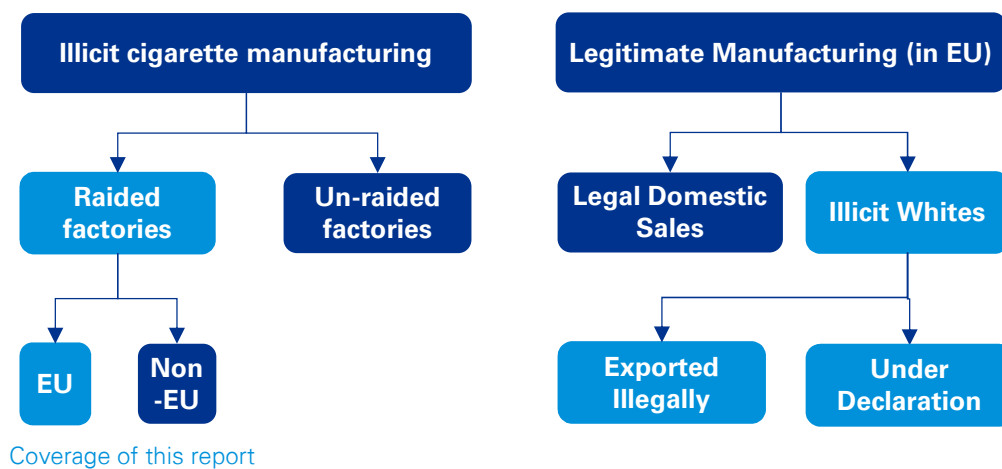 Illicit cigarette manufacturing
Legitimate Manufacturing (in EU)
Raided
factories
Un-raided
factories
Legal Domestic
Sales
Illicit Whites
EU
Non
-EU
Exported
Illegally
Under
Declaration
Coverage of this report